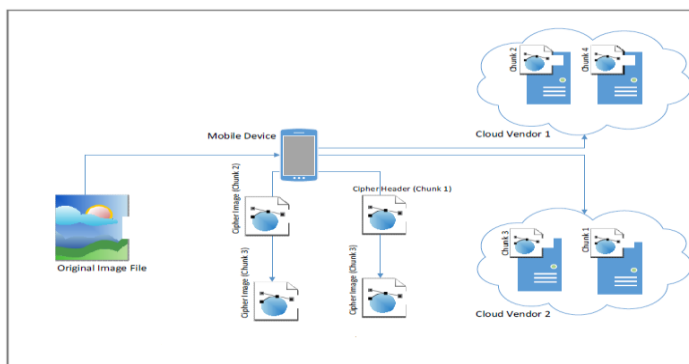 Chunk 2
Chunk 4
Cloud Vendor 1
Mobile Device
Cipher Image (Chunk 2)
Cipher Header (Chunk 1)
Original Image File
Cipher Image (Chunk 3)
Cipher Image (Chunk 3)
Chunk 3
Chunk 1
Cloud Vendor 2